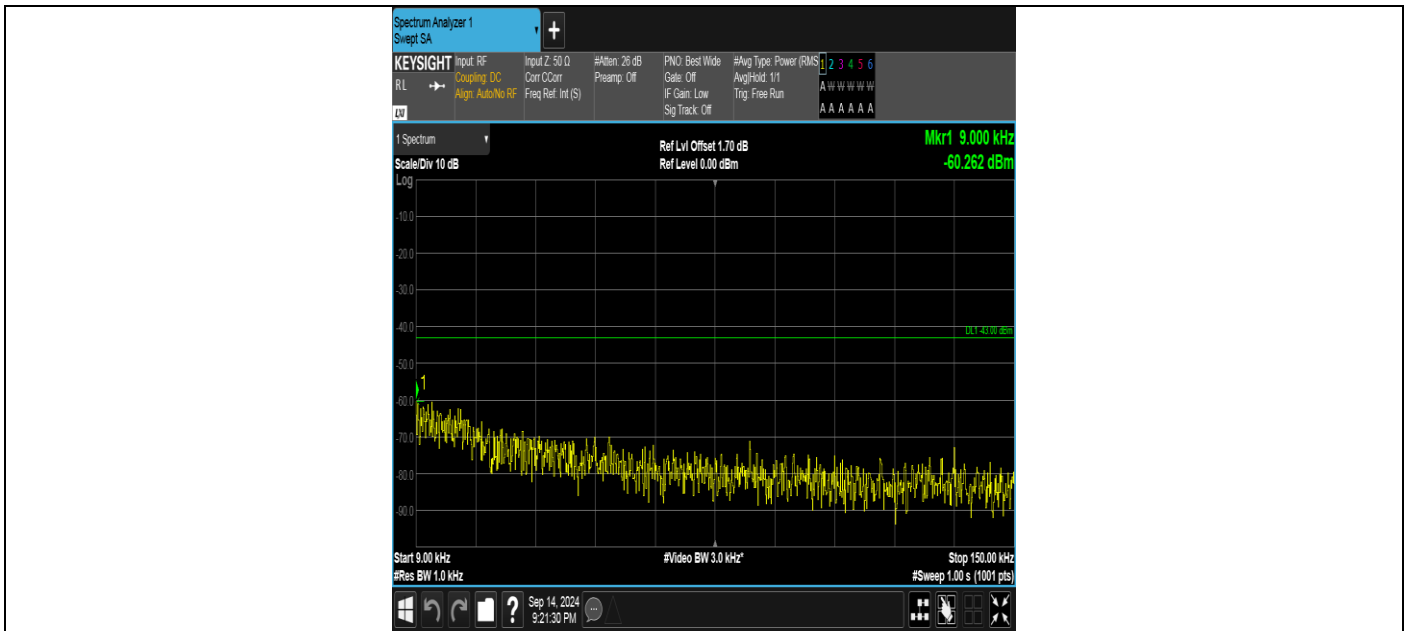 Spectrum Analyzer 1
Swept SA
+
KEYSIGHT
RL
LXI
Input: RF
Coupling: DC
Align: Auto/No RF
Input Z: 50 Ω
Corr CCorr
Freq Ref: Int (S)
#Atten: 26 dB
Preamp: Off
PNO: Best Wide
Gate: Off
IF Gain: Low
Sig Track: Off
#Avg Type: Power (RMS
Avg|Hold: 1/1
Trig: Free Run
1 2 3 4 5 6
A W W W W W
A A A A A A
1 Spectrum
Scale/Div 10 dB
Ref Lvl Offset 1.70 dB
Ref Level 0.00 dBm
Mkr1 9.000 kHz
-60.262 dBm
Log
-10.0
-20.0
-30.0
-40.0
DL1 -43.00 dBm
-50.0
1
-60.0
-70.0
-80.0
-90.0
Start 9.00 kHz
#Video BW 3.0 kHz*
Stop 150.00 kHz
#Res BW 1.0 kHz
#Sweep 1.00 s (1001 pts)
?
Sep 14, 2024
9:21:30 PM